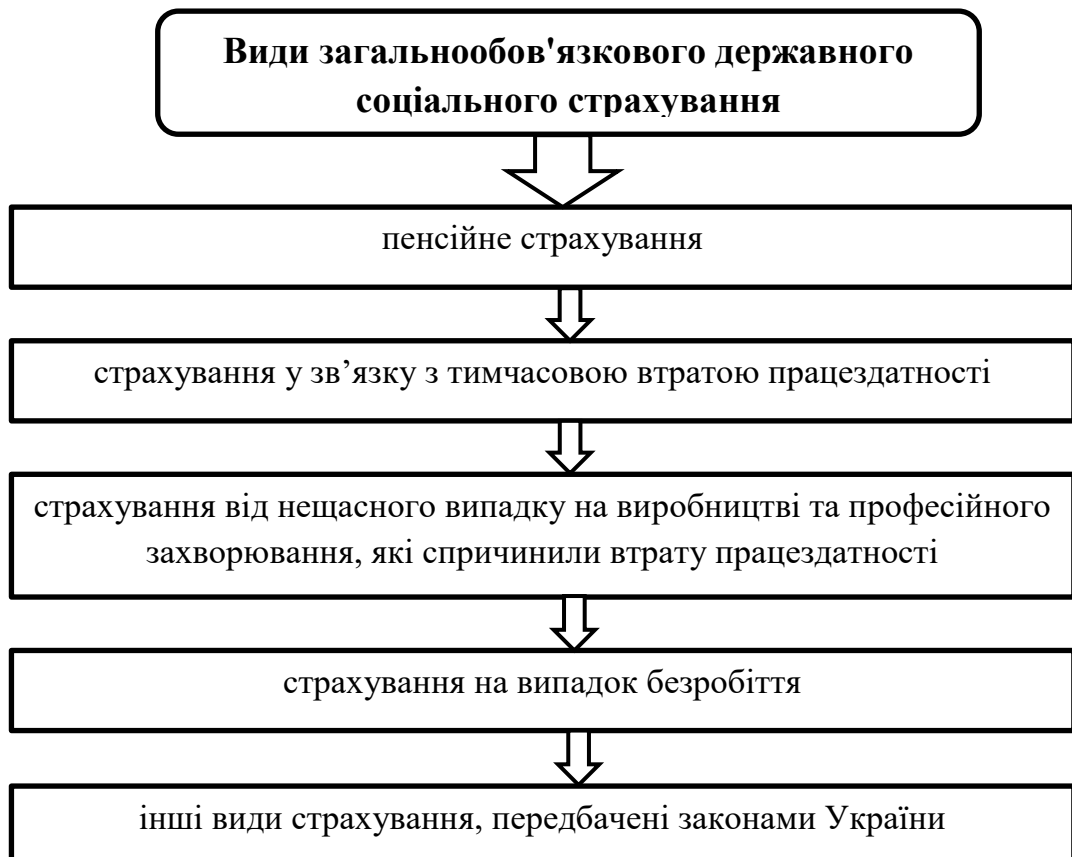 Види загальнообов'язкового державного
соціального страхування
пенсійне страхування
страхування у зв’язку з тимчасовою втратою працездатності
страхування від нещасного випадку на виробництві та професійного
захворювання, які спричинили втрату працездатності
страхування на випадок безробіття
інші види страхування, передбачені законами України